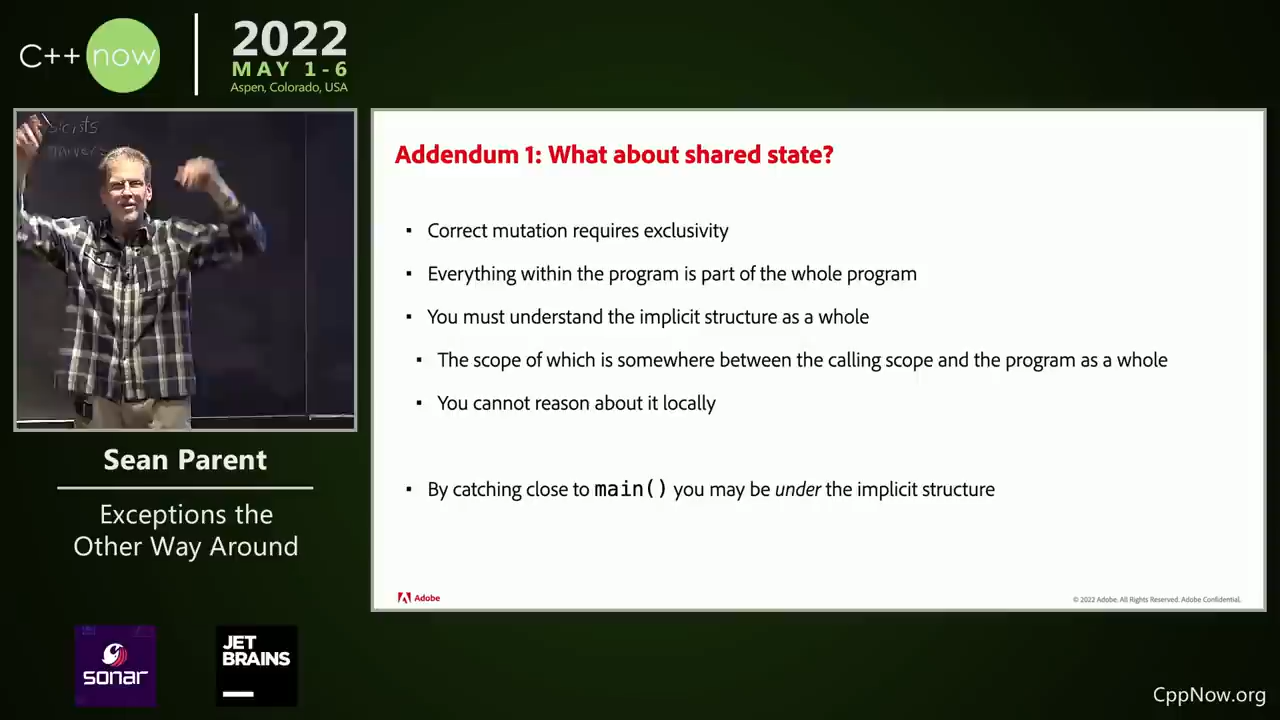 C++ now
2022
MAY 1-6
Aspen, Colorado, USA
Addendum 1: What about shared state?
▪ Correct mutation requires exclusivity
▪ Everything within the program is part of the whole program
▪ You must understand the implicit structure as a whole
▪ The scope of which is somewhere between the calling scope and the program as a whole
▪ You cannot reason about it locally
▪ By catching close to main() you may be under the implicit structure
Adobe
© 2022 Adobe. All Rights Reserved. Adobe Confidential.
Sean Parent
Exceptions the
Other Way Around
sonar
JET
BRAINS
CppNow.org